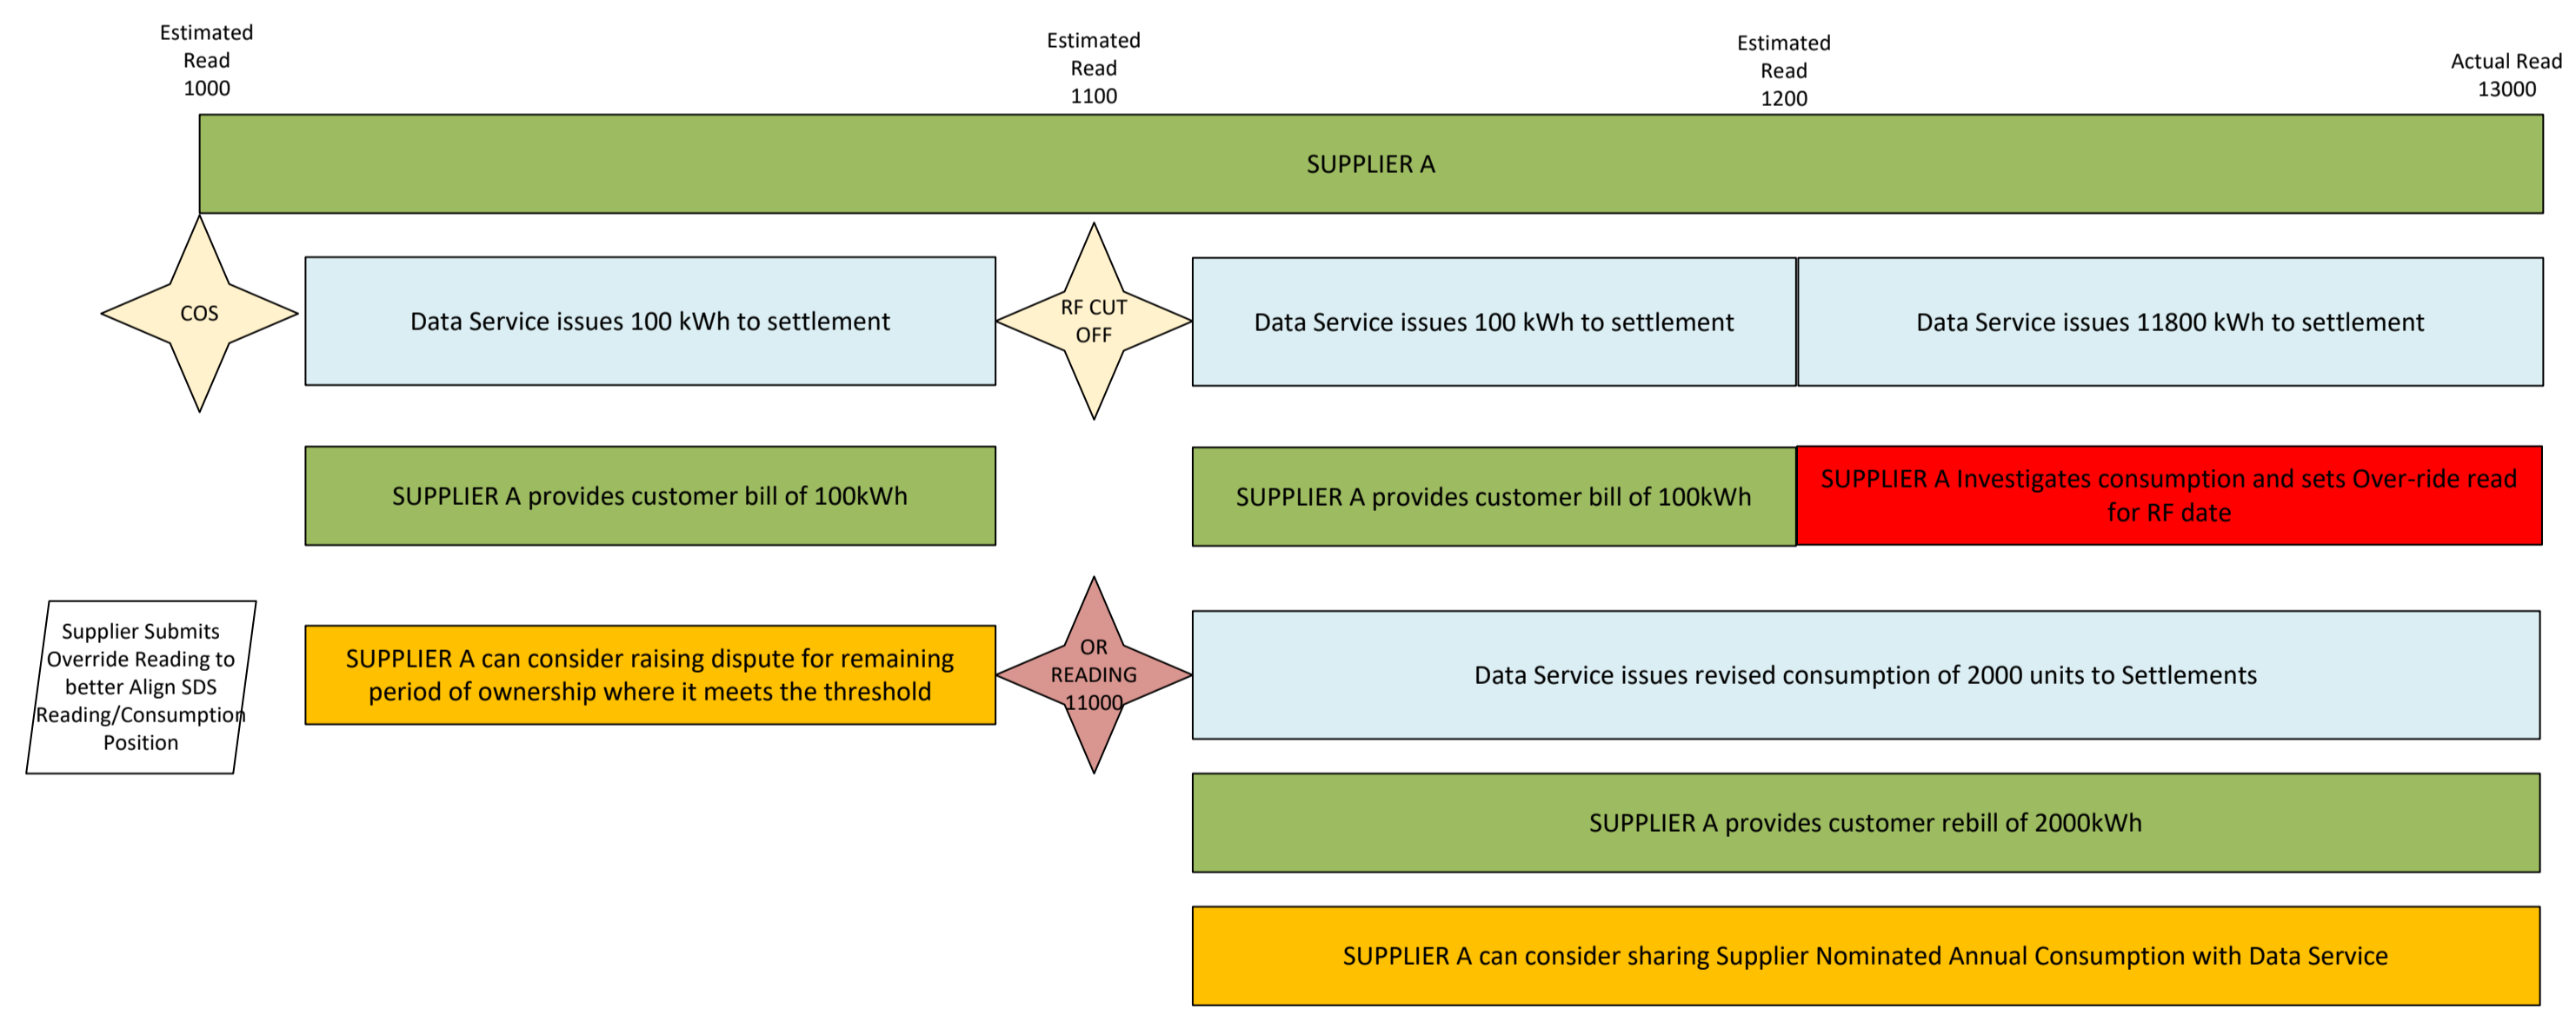 Estimated
Read
1000
Estimated
Read
1100
Estimated
Read
1200
Actual Read
13000
SUPPLIER A
COS
Data Service issues 100 kWh to settlement
RF CUT
OFF
Data Service issues 100 kWh to settlement
Data Service issues 11800 kWh to settlement
SUPPLIER A provides customer bill of 100kWh
SUPPLIER A provides customer bill of 100kWh
SUPPLIER A Investigates consumption and sets Over-ride read
for RF date
Supplier Submits
Override Reading to
better Align SDS
Reading/Consumption
Position
SUPPLIER A can consider raising dispute for remaining
period of ownership where it meets the threshold
OR
READING
11000
Data Service issues revised consumption of 2000 units to Settlements
SUPPLIER A provides customer rebill of 2000kWh
SUPPLIER A can consider sharing Supplier Nominated Annual Consumption with Data Service